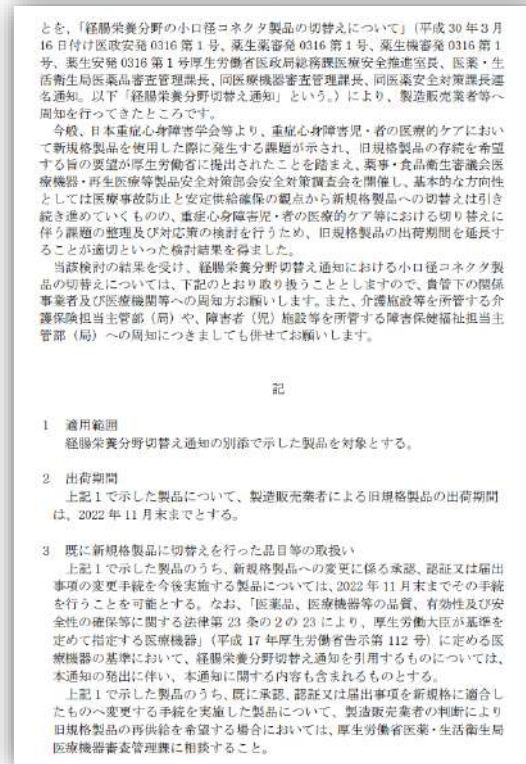 とを、「経腸栄養分野の小口径コネクタ製品の切替えについて」（平成 30 年３月
16 日付け医政安発 0316 第１号、薬生薬審発 0316 第１号、薬生機審発 0316 第１
号、薬生安発 0316 第１号厚生労働省医政局総務課医療安全推進室長、医薬・生
活衛生局医薬品審査管理課長、同医療機器審査管理課長、同医薬安全対策課長連
名通知。以下「経腸栄養分野切替え通知」という。）により、製造販売業者等へ
周知を行ってきたところです。
今般、日本重症心身障害学会等より、重症心身障害児・者の医療的ケアにおい
て新規格製品を使用した際に発生する課題が示され、旧規格製品の存続を希望
する旨の要望が厚生労働省に提出されたことを踏まえ、薬事・食品衛生審議会医
療機器・再生医療等製品安全対策部会安全対策調査会を開催し、基本的な方向性
としては医療事故防止と安定供給確保の観点から新規格製品への切替えは引き
続き進めていくものの、重症心身障害児・者の医療的ケア等における切り替えに
伴う課題の整理及び対応策の検討を行うため、旧規格製品の出荷期間を延長す
ることが適切といった検討結果を得ました。
当該検討の結果を受け、経腸栄養分野切替え通知における小口径コネクタ製
品の切替えについては、下記のとおり取り扱うこととしますので、貴管下の関係
事業者及び医療機関等への周知方お願いします。また、介護施設等を所管する介
護保険担当主管部（局）や、障害者（児）施設等を所管する障害保健福祉担当主
管部（局）への周知につきましても併せてお願いします。
記
１ 適用範囲
経腸栄養分野切替え通知の別添で示した製品を対象とする。
２ 出荷期間
上記１で示した製品について、製造販売業者による旧規格製品の出荷期間
は、2022 年 11 月末までとする。
３ 既に新規格製品に切替えを行った品目等の取扱い
上記１で示した製品のうち、新規格製品への変更に係る承認、認証又は届出
事項の変更手続を今後実施する製品については、2022 年 11 月末までその手続
を行うことを可能とする。なお、「医薬品、医療機器等の品質、有効性及び安
全性の確保等に関する法律第 23 条の２の 23 により、厚生労働大臣が基準を
定めて指定する医療機器」（平成 17 年厚生労働省告示第 112 号）に定める医
療機器の基準において、経腸栄養分野切替え通知を引用するものについては、
本通知の発出に伴い、本通知に関する内容も含まれるものとする。
上記１で示した製品のうち、既に承認、認証又は届出事項を新規格に適合し
たものへ変更する手続を実施した製品について、製造販売業者の判断により
旧規格製品の再供給を希望する場合においては、厚生労働省医薬・生活衛生局
医療機器審査管理課に相談すること。